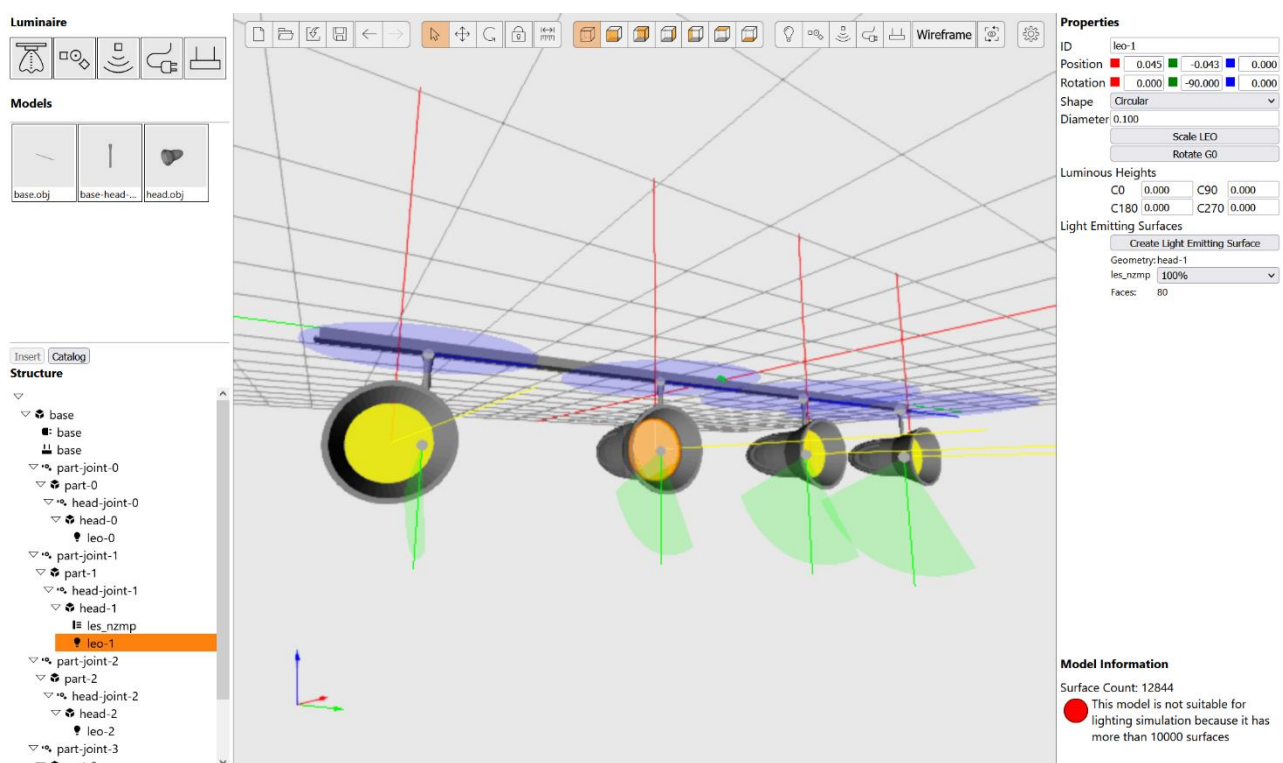 Luminaire
Models
base.obj
base-head-...
head.obj
Insert Catalog
Structure
base
base
base
part-joint-0
part-0
head-joint-0
head-0
leo-0
part-joint-1
part-1
head-joint-1
head-1
les_nzmp
leo-1
part-joint-2
part-2
head-joint-2
head-2
leo-2
part-joint-3
Wireframe
Properties
ID leo-1
Position 0.045 -0.043 0.000
Rotation 0.000 -90.000 0.000
Shape Circular
Diameter 0.100
Scale LEO
Rotate G0
Luminous Heights
C0 0.000 C90 0.000
C180 0.000 C270 0.000
Light Emitting Surfaces
Create Light Emitting Surface
Geometry: head-1
les_nzmp 100%
Faces: 80
Model Information
Surface Count: 12844
This model is not suitable for
lighting simulation because it has
more than 10000 surfaces